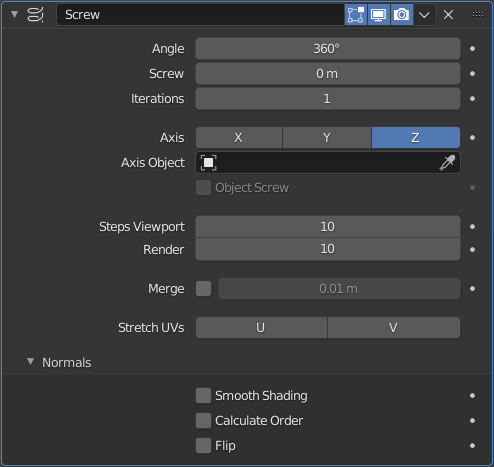 Screw
Angle 360°
Screw 0 m
Iterations 1
Axis X Y Z
Axis Object
Object Screw
Steps Viewport 10
Render 10
Merge 0.01 m
Stretch UVs U V
Normals
Smooth Shading
Calculate Order
Flip